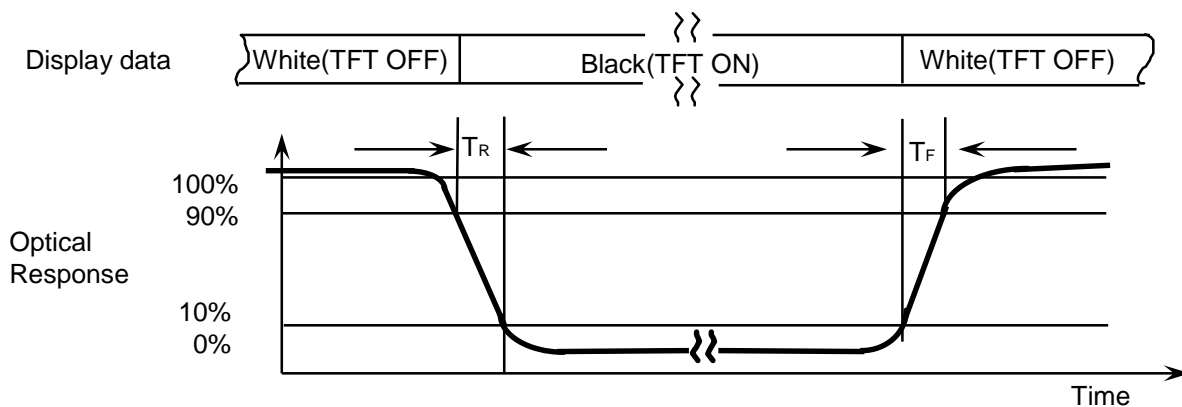 Display data
White(TFT OFF)
Black(TFT ON)
White(TFT OFF)
TR
TF
100%
90%
Optical
Response
10%
0%
Time